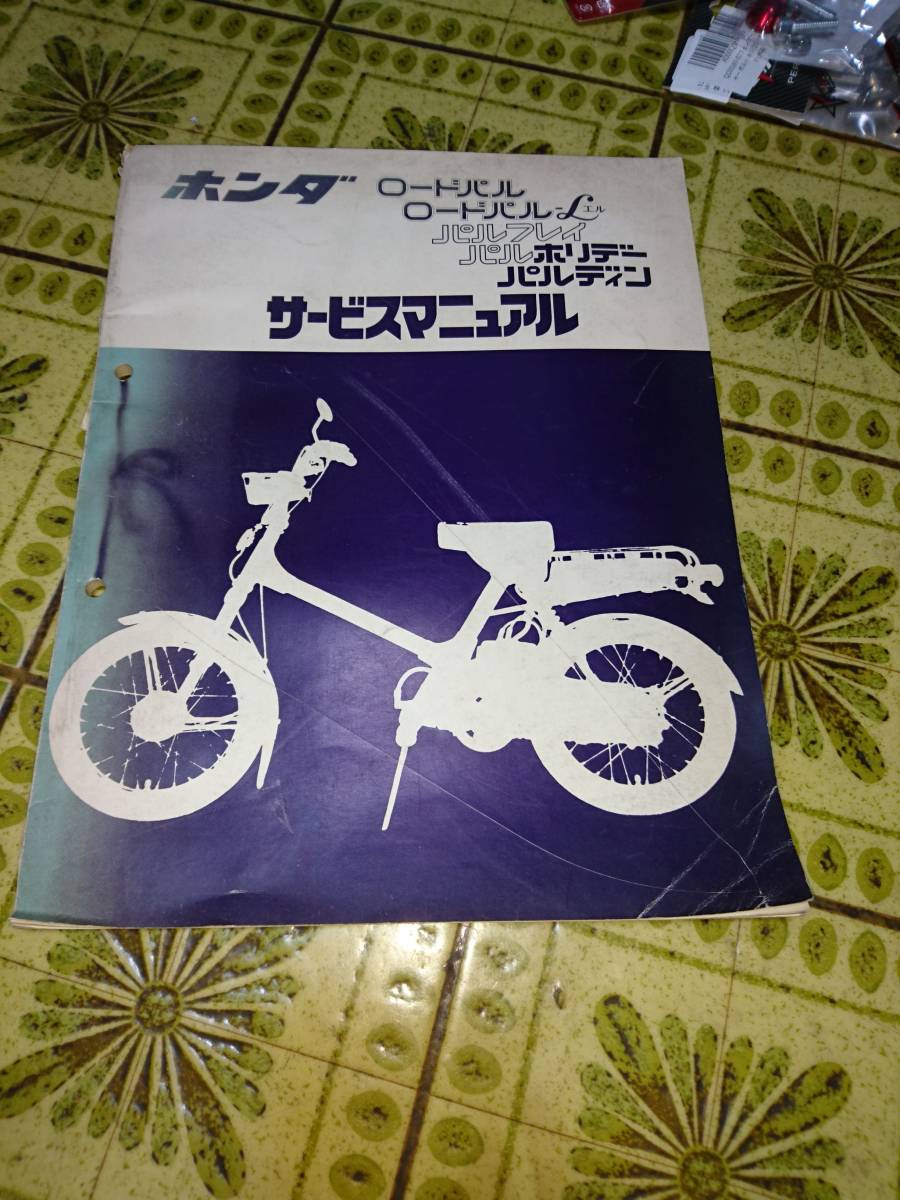 ホンダ
ロードパル
ロードパル-L エル
パルフレイ
パルホリデー
パルディン
サービスマニュアル